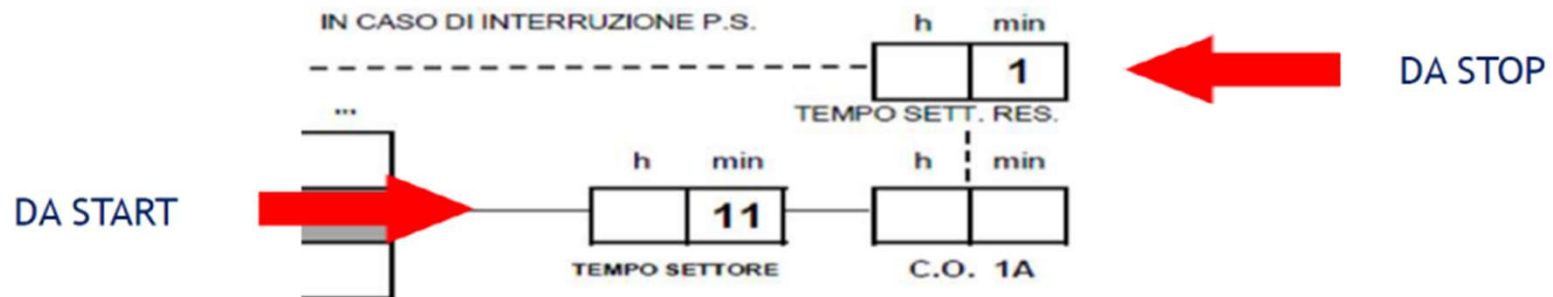 IN CASO DI INTERRUZIONE P.S. h min
1
DA STOP
TEMPO SETT. RES.
...
h min h min
DA START
11
TEMPO SETTORE C.O. 1A